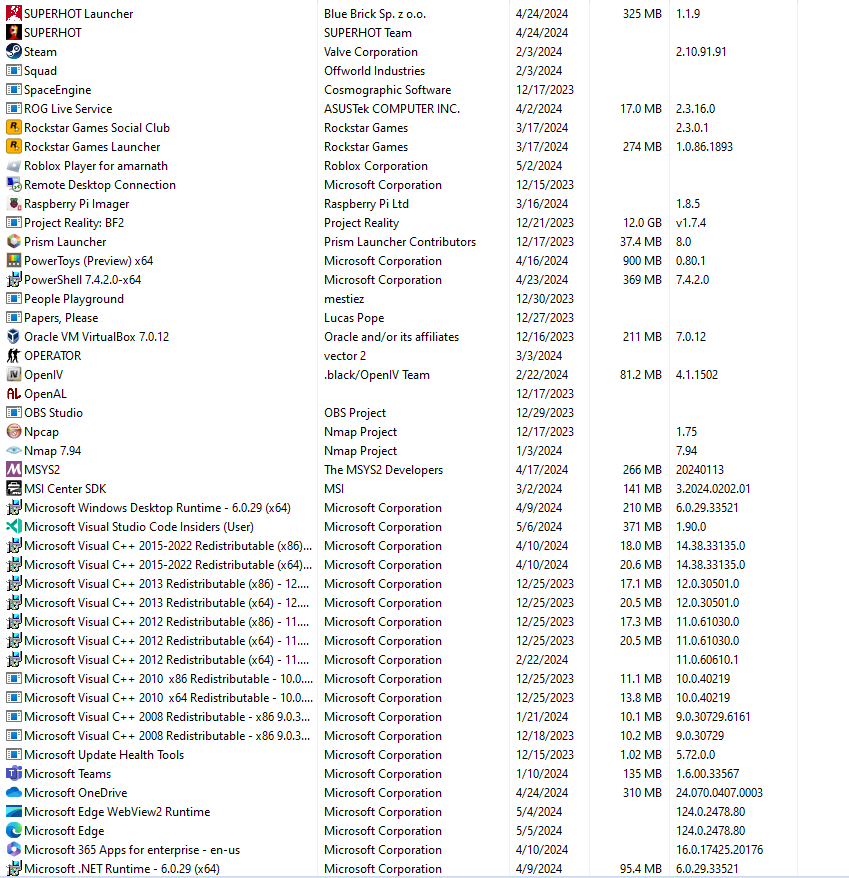 SUPERHOT Launcher Blue Brick Sp. z o.o. 4/24/2024 325 MB 1.1.9
SUPERHOT SUPERHOT Team 4/24/2024
Steam Valve Corporation 2/3/2024 2.10.91.91
Squad Offworld Industries 2/3/2024
SpaceEngine Cosmographic Software 12/17/2023
ROG Live Service ASUSTek COMPUTER INC. 4/2/2024 17.0 MB 2.3.16.0
Rockstar Games Social Club Rockstar Games 3/17/2024 2.3.0.1
Rockstar Games Launcher Rockstar Games 3/17/2024 274 MB 1.0.86.1893
Roblox Player for amarnath Roblox Corporation 5/2/2024
Remote Desktop Connection Microsoft Corporation 12/15/2023
Raspberry Pi Imager Raspberry Pi Ltd 3/16/2024 1.8.5
Project Reality: BF2 Project Reality 12/21/2023 12.0 GB v1.7.4
Prism Launcher Prism Launcher Contributors 12/17/2023 37.4 MB 8.0
PowerToys (Preview) x64 Microsoft Corporation 4/16/2024 900 MB 0.80.1
PowerShell 7.4.2.0-x64 Microsoft Corporation 4/23/2024 369 MB 7.4.2.0
People Playground mestiez 12/30/2023
Papers, Please Lucas Pope 12/27/2023
Oracle VM VirtualBox 7.0.12 Oracle and/or its affiliates 12/16/2023 211 MB 7.0.12
OPERATOR vector 2 3/3/2024
OpenIV .black/OpenIV Team 2/22/2024 81.2 MB 4.1.1502
OpenAL 12/17/2023
OBS Studio OBS Project 12/29/2023
Npcap Nmap Project 12/17/2023 1.75
Nmap 7.94 Nmap Project 1/3/2024 7.94
MSYS2 The MSYS2 Developers 4/17/2024 266 MB 20240113
MSI Center SDK MSI 3/2/2024 141 MB 3.2024.0202.01
Microsoft Windows Desktop Runtime - 6.0.29 (x64) Microsoft Corporation 4/9/2024 210 MB 6.0.29.33521
Microsoft Visual Studio Code Insiders (User) Microsoft Corporation 5/6/2024 371 MB 1.90.0
Microsoft Visual C++ 2015-2022 Redistributable (x86)... Microsoft Corporation 4/10/2024 18.0 MB 14.38.33135.0
Microsoft Visual C++ 2015-2022 Redistributable (x64)... Microsoft Corporation 4/10/2024 20.6 MB 14.38.33135.0
Microsoft Visual C++ 2013 Redistributable (x86) - 12.... Microsoft Corporation 12/25/2023 17.1 MB 12.0.30501.0
Microsoft Visual C++ 2013 Redistributable (x64) - 12.... Microsoft Corporation 12/25/2023 20.5 MB 12.0.30501.0
Microsoft Visual C++ 2012 Redistributable (x86) - 11.... Microsoft Corporation 12/25/2023 17.3 MB 11.0.61030.0
Microsoft Visual C++ 2012 Redistributable (x64) - 11.... Microsoft Corporation 12/25/2023 20.5 MB 11.0.61030.0
Microsoft Visual C++ 2012 Redistributable (x64) - 11.... Microsoft Corporation 2/22/2024 11.0.60610.1
Microsoft Visual C++ 2010 x86 Redistributable - 10.0.... Microsoft Corporation 12/25/2023 11.1 MB 10.0.40219
Microsoft Visual C++ 2010 x64 Redistributable - 10.0.... Microsoft Corporation 12/25/2023 13.8 MB 10.0.40219
Microsoft Visual C++ 2008 Redistributable - x86 9.0.3... Microsoft Corporation 1/21/2024 10.1 MB 9.0.30729.6161
Microsoft Visual C++ 2008 Redistributable - x86 9.0.3... Microsoft Corporation 12/18/2023 10.2 MB 9.0.30729
Microsoft Update Health Tools Microsoft Corporation 12/15/2023 1.02 MB 5.72.0.0
Microsoft Teams Microsoft Corporation 1/10/2024 135 MB 1.6.00.33567
Microsoft OneDrive Microsoft Corporation 4/24/2024 310 MB 24.070.0407.0003
Microsoft Edge WebView2 Runtime Microsoft Corporation 5/4/2024 124.0.2478.80
Microsoft Edge Microsoft Corporation 5/5/2024 124.0.2478.80
Microsoft 365 Apps for enterprise - en-us Microsoft Corporation 4/10/2024 16.0.17425.20176
Microsoft .NET Runtime - 6.0.29 (x64) Microsoft Corporation 4/9/2024 95.4 MB 6.0.29.33521